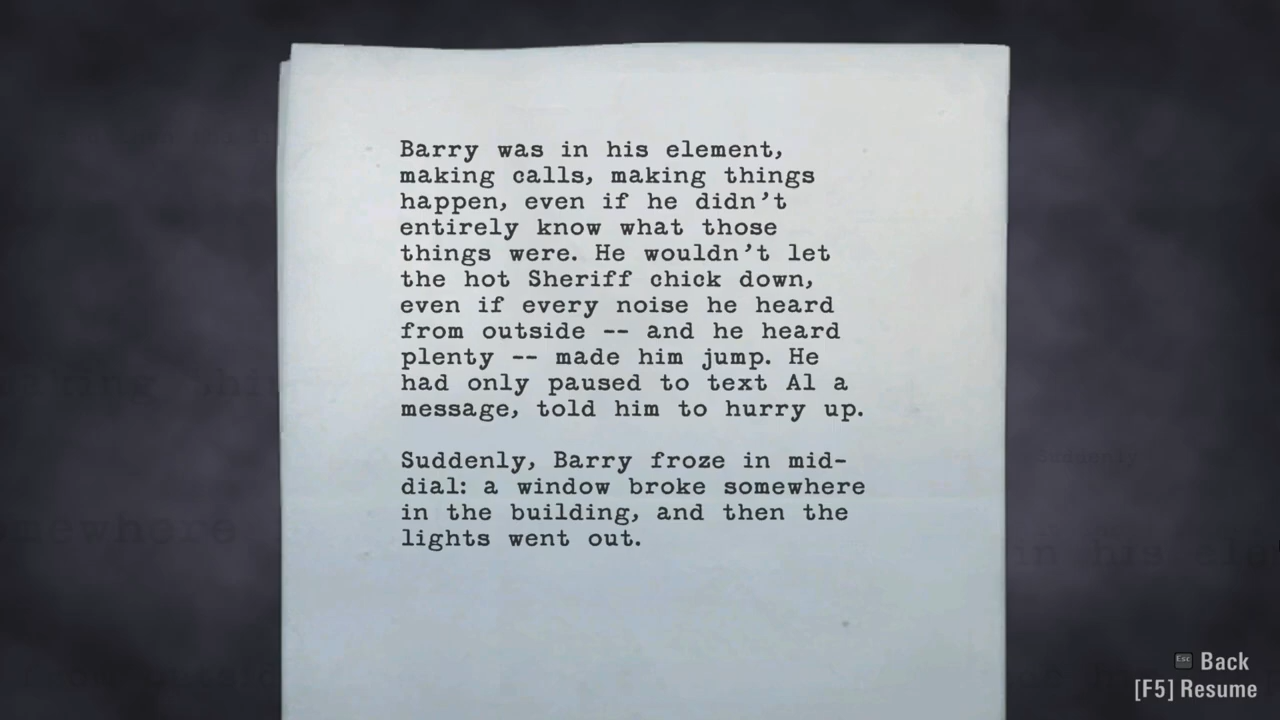 Barry was in his element,
making calls, making things
happen, even if he didn't
entirely know what those
things were. He wouldn't let
the hot Sheriff chick down,
even if every noise he heard
from outside -- and he heard
plenty -- made him jump. He
had only paused to text Al a
message, told him to hurry up.

Suddenly, Barry froze in mid-
dial: a window broke somewhere
in the building, and then the
lights went out.
Suddenly
Esc Back
[F5] Resume